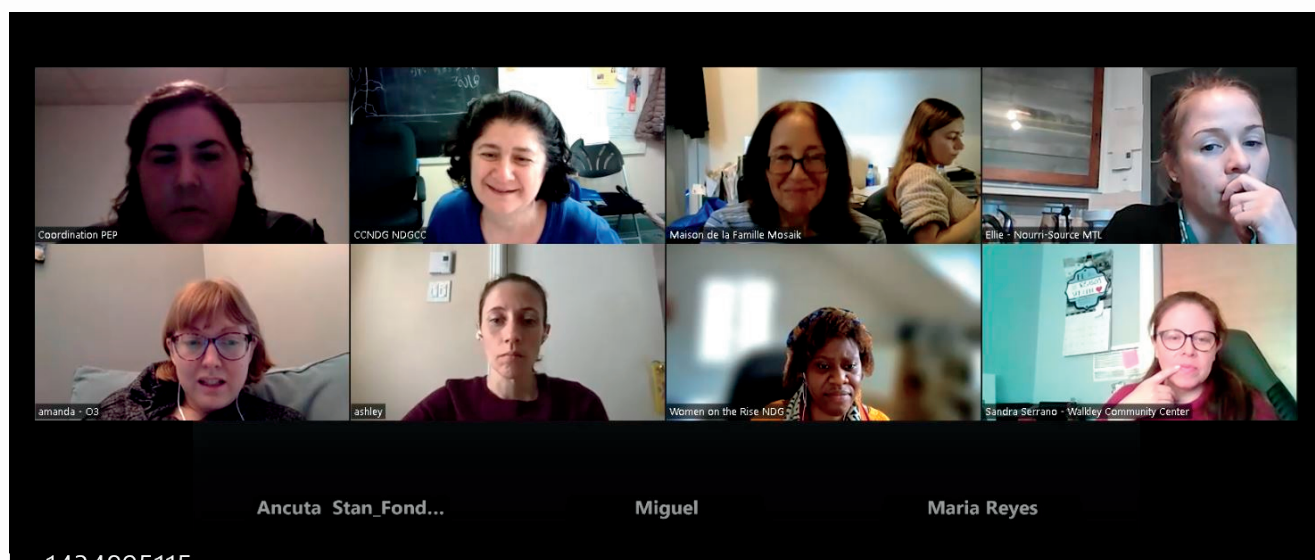 Coordination PEP
CCNDG NDGCC
Maison de la Famille Mosaik
Ellie - Nourri-Source MTL
amanda - O3
ashley
Women on the Rise NDG
Sandra Serrano - Walkley Community Center
Ancuta Stan_Fond...
Miguel
Maria Reyes